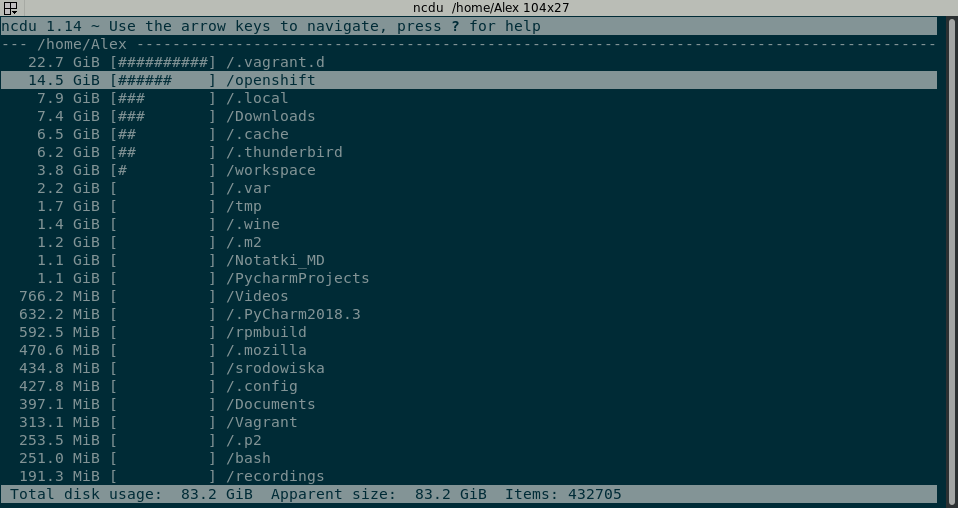 ncdu /home/Alex 104x27
ncdu 1.14 ~ Use the arrow keys to navigate, press ? for help
--- /home/Alex -----------------------------------------------------------------------------------------
22.7 GiB [##########] /.vagrant.d
14.5 GiB [######    ] /openshift
7.9 GiB [###       ] /.local
7.4 GiB [###       ] /Downloads
6.5 GiB [##        ] /.cache
6.2 GiB [##        ] /.thunderbird
3.8 GiB [#         ] /workspace
2.2 GiB [          ] /.var
1.7 GiB [          ] /tmp
1.4 GiB [          ] /.wine
1.2 GiB [          ] /.m2
1.1 GiB [          ] /Notatki_MD
1.1 GiB [          ] /PycharmProjects
766.2 MiB [          ] /Videos
632.2 MiB [          ] /.PyCharm2018.3
592.5 MiB [          ] /rpmbuild
470.6 MiB [          ] /.mozilla
434.8 MiB [          ] /srodowiska
427.8 MiB [          ] /.config
397.1 MiB [          ] /Documents
313.1 MiB [          ] /Vagrant
253.5 MiB [          ] /.p2
251.0 MiB [          ] /bash
191.3 MiB [          ] /recordings
Total disk usage:  83.2 GiB  Apparent size:  83.2 GiB  Items: 432705